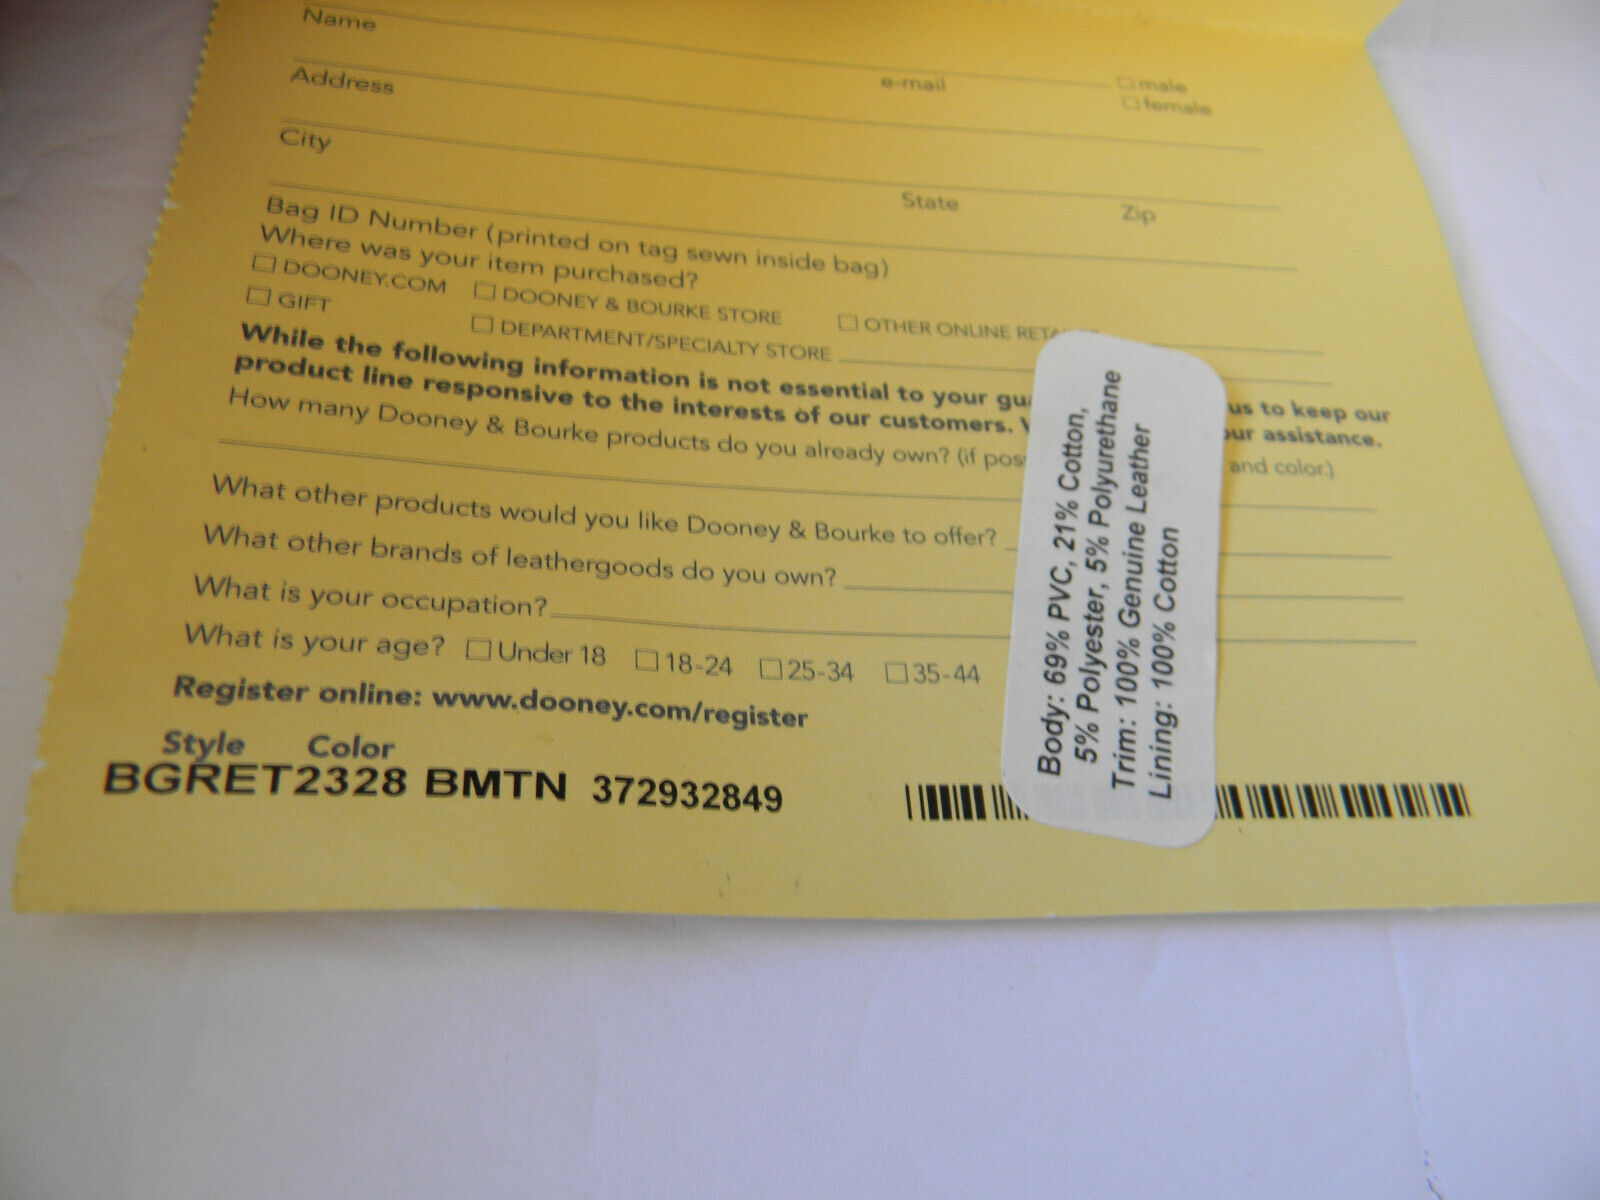 Name
Address
e-mail
☐ male
☐ female
City
State
Zip
Bag ID Number (printed on tag sewn inside bag)
Where was your item purchased?
☐ DOONEY.COM ☐ DOONEY & BOURKE STORE ☐ OTHER ONLINE
☐ GIFT ☐ DEPARTMENT/SPECIALTY STORE
While the following information is not essential to your us to keep our
product line responsive to the interests of our customers. assistance.
How many Dooney & Bourke products do you already own? (if and color.)
What other products would you like Dooney & Bourke to offer?
What other brands of leathergoods do you own?
What is your occupation?
What is your age? ☐ Under 18 ☐ 18-24 ☐ 25-34 ☐ 35-44
Register online: www.dooney.com/register
Style Color
BGRET2328 BMTN 372932849
Body: 69% PVC, 21% Cotton,
5% Polyester, 5% Polyurethane
Trim: 100% Genuine Leather
Lining: 100% Cotton